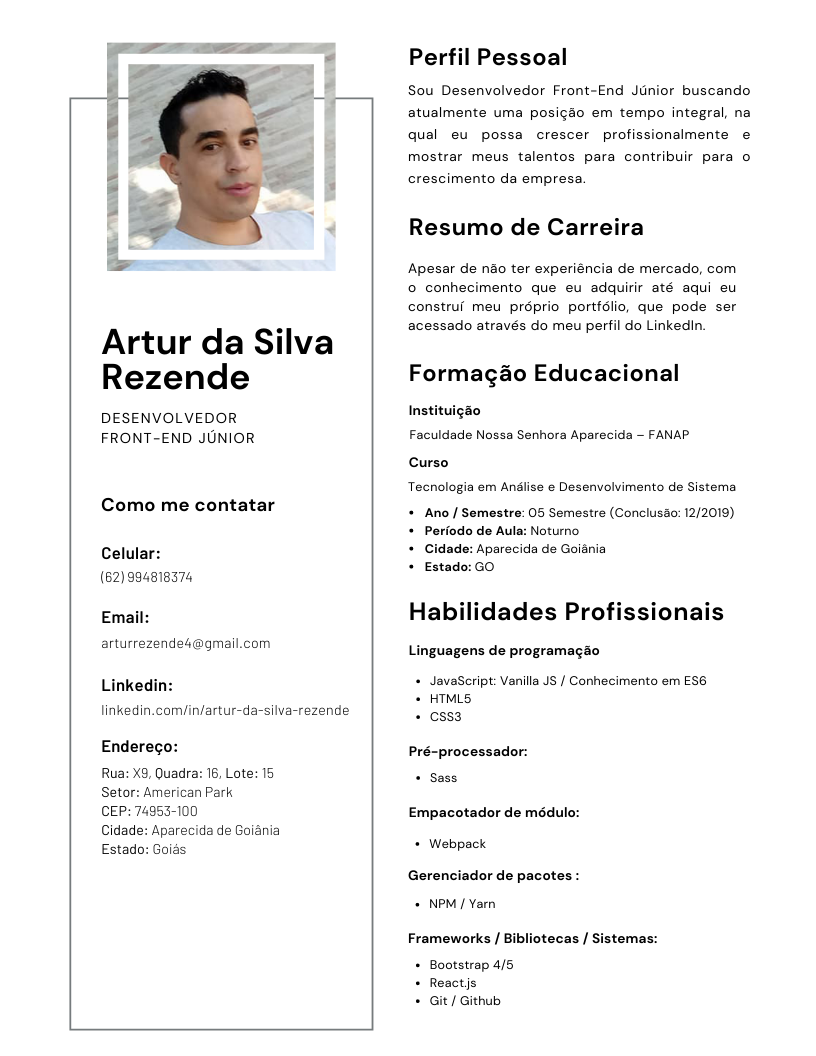 Artur da Silva
Rezende
DESENVOLVEDOR
FRONT-END JÚNIOR
Como me contatar
Celular:
(62) 994818374
Email:
arturrezende4@gmail.com
Linkedin:
linkedin.com/in/artur-da-silva-rezende
Endereço:
Rua: X9, Quadra: 16, Lote: 15
Setor: American Park
CEP: 74953-100
Cidade: Aparecida de Goiânia
Estado: Goiás
Perfil Pessoal
Sou Desenvolvedor Front-End Júnior buscando
atualmente uma posição em tempo integral, na
qual eu possa crescer profissionalmente e
mostrar meus talentos para contribuir para o
crescimento da empresa.
Resumo de Carreira
Apesar de não ter experiência de mercado, com
o conhecimento que eu adquirir até aqui eu
construí meu próprio portfólio, que pode ser
acessado através do meu perfil do LinkedIn.
Formação Educacional
Instituição
Faculdade Nossa Senhora Aparecida – FANAP
Curso
Tecnologia em Análise e Desenvolvimento de Sistema
• Ano / Semestre: 05 Semestre (Conclusão: 12/2019)
• Período de Aula: Noturno
• Cidade: Aparecida de Goiânia
• Estado: GO
Habilidades Profissionais
Linguagens de programação
• JavaScript: Vanilla JS / Conhecimento em ES6
• HTML5
• CSS3
Pré-processador:
• Sass
Empacotador de módulo:
• Webpack
Gerenciador de pacotes :
• NPM / Yarn
Frameworks / Bibliotecas / Sistemas:
• Bootstrap 4/5
• React.js
• Git / Github